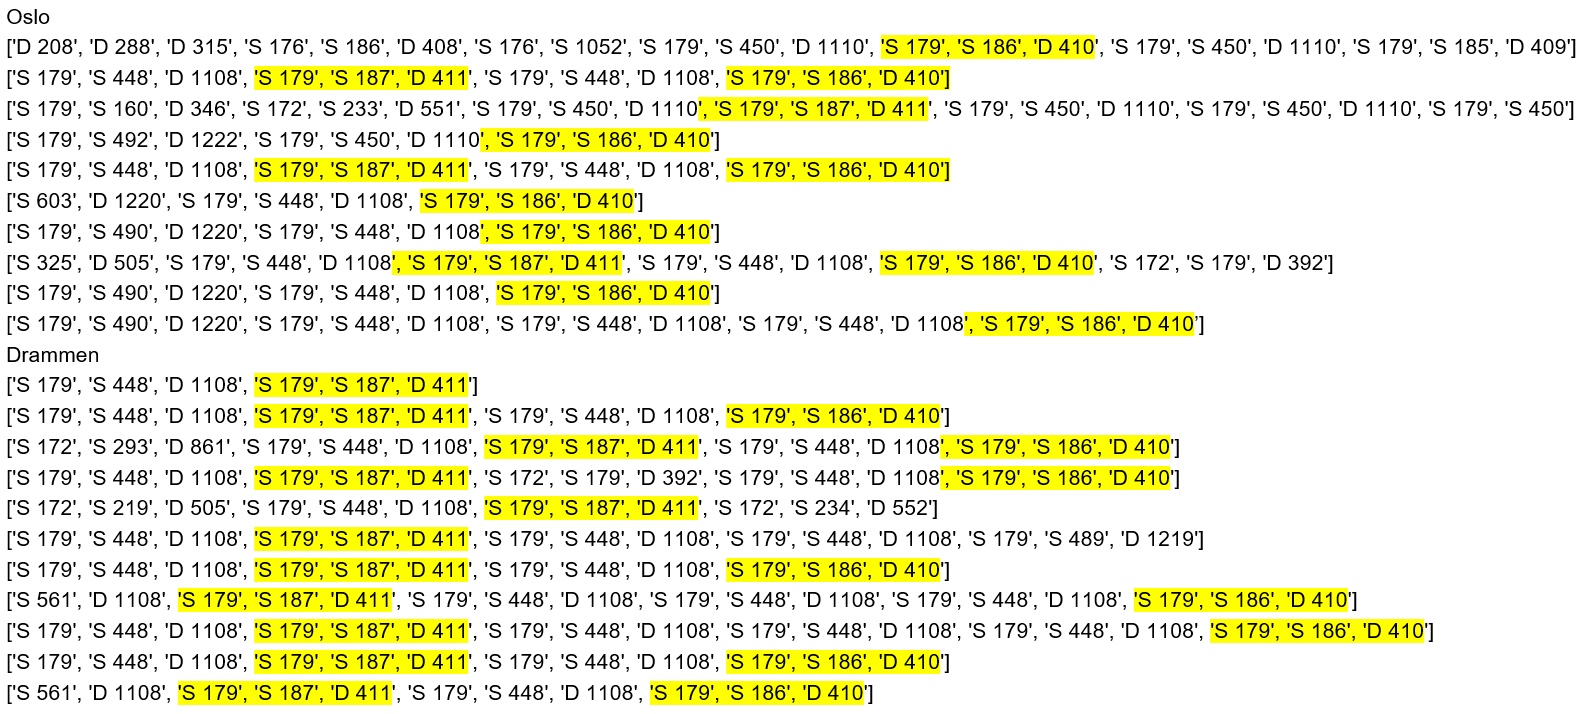 Oslo
['D 208', 'D 288', 'D 315', 'S 176', 'S 186', 'D 408', 'S 176', 'S 1052', 'S 179', 'S 450', 'D 1110', 'S 179', 'S 186', 'D 410', 'S 179', 'S 450', 'D 1110', 'S 179', 'S 185', 'D 409']
['S 179', 'S 448', 'D 1108', 'S 179', 'S 187', 'D 411', 'S 179', 'S 448', 'D 1108', 'S 179', 'S 186', 'D 410']
['S 179', 'S 160', 'D 346', 'S 172', 'S 233', 'D 551', 'S 179', 'S 450', 'D 1110', 'S 179', 'S 187', 'D 411', 'S 179', 'S 450', 'D 1110', 'S 179', 'S 450', 'D 1110', 'S 179', 'S 450']
['S 179', 'S 492', 'D 1222', 'S 179', 'S 450', 'D 1110', 'S 179', 'S 186', 'D 410']
['S 179', 'S 448', 'D 1108', 'S 179', 'S 187', 'D 411', 'S 179', 'S 448', 'D 1108', 'S 179', 'S 186', 'D 410']
['S 603', 'D 1220', 'S 179', 'S 448', 'D 1108', 'S 179', 'S 186', 'D 410']
['S 179', 'S 490', 'D 1220', 'S 179', 'S 448', 'D 1108', 'S 179', 'S 186', 'D 410']
['S 325', 'D 505', 'S 179', 'S 448', 'D 1108', 'S 179', 'S 187', 'D 411', 'S 179', 'S 448', 'D 1108', 'S 179', 'S 186', 'D 410', 'S 172', 'S 179', 'D 392']
['S 179', 'S 490', 'D 1220', 'S 179', 'S 448', 'D 1108', 'S 179', 'S 186', 'D 410']
['S 179', 'S 490', 'D 1220', 'S 179', 'S 448', 'D 1108', 'S 179', 'S 448', 'D 1108', 'S 179', 'S 448', 'D 1108', 'S 179', 'S 186', 'D 410’]
Drammen
['S 179', 'S 448', 'D 1108', 'S 179', 'S 187', 'D 411']
['S 179', 'S 448', 'D 1108', 'S 179', 'S 187', 'D 411', 'S 179', 'S 448', 'D 1108', 'S 179', 'S 186', 'D 410']
['S 172', 'S 293', 'D 861', 'S 179', 'S 448', 'D 1108', 'S 179', 'S 187', 'D 411', 'S 179', 'S 448', 'D 1108', 'S 179', 'S 186', 'D 410']
['S 179', 'S 448', 'D 1108', 'S 179', 'S 187', 'D 411', 'S 172', 'S 179', 'D 392', 'S 179', 'S 448', 'D 1108', 'S 179', 'S 186', 'D 410']
['S 172', 'S 219', 'D 505', 'S 179', 'S 448', 'D 1108', 'S 179', 'S 187', 'D 411', 'S 172', 'S 234', 'D 552']
['S 179', 'S 448', 'D 1108', 'S 179', 'S 187', 'D 411', 'S 179', 'S 448', 'D 1108', 'S 179', 'S 448', 'D 1108', 'S 179', 'S 489', 'D 1219']
['S 179', 'S 448', 'D 1108', 'S 179', 'S 187', 'D 411', 'S 179', 'S 448', 'D 1108', 'S 179', 'S 186', 'D 410']
['S 561', 'D 1108', 'S 179', 'S 187', 'D 411', 'S 179', 'S 448', 'D 1108', 'S 179', 'S 448', 'D 1108', 'S 179', 'S 448', 'D 1108', 'S 179', 'S 186', 'D 410']
['S 179', 'S 448', 'D 1108', 'S 179', 'S 187', 'D 411', 'S 179', 'S 448', 'D 1108', 'S 179', 'S 448', 'D 1108', 'S 179', 'S 448', 'D 1108', 'S 179', 'S 186', 'D 410']
['S 179', 'S 448', 'D 1108', 'S 179', 'S 187', 'D 411', 'S 179', 'S 448', 'D 1108', 'S 179', 'S 186', 'D 410']
['S 561', 'D 1108', 'S 179', 'S 187', 'D 411', 'S 179', 'S 448', 'D 1108', 'S 179', 'S 186', 'D 410']